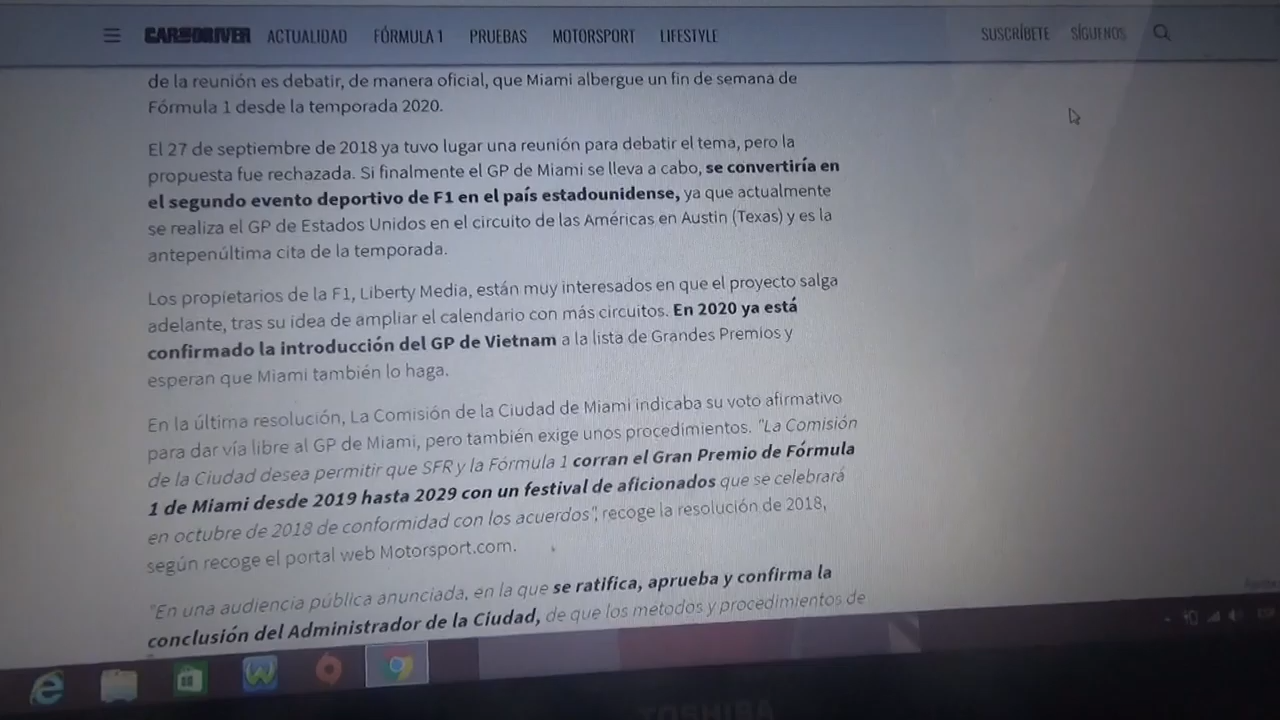 CAR AND DRIVER ACTUALIDAD FÓRMULA 1 PRUEBAS MOTORSPORT LIFESTYLE SUSCRÍBETE SÍGUENOS
de la reunión es debatir, de manera oficial, que Miami albergue un fin de semana de
Fórmula 1 desde la temporada 2020.
El 27 de septiembre de 2018 ya tuvo lugar una reunión para debatir el tema, pero la
propuesta fue rechazada. Si finalmente el GP de Miami se lleva a cabo, se convertiría en
el segundo evento deportivo de F1 en el país estadounidense, ya que actualmente
se realiza el GP de Estados Unidos en el circuito de las Américas en Austin (Texas) y es la
antepenúltima cita de la temporada.
Los propietarios de la F1, Liberty Media, están muy interesados en que el proyecto salga
adelante, tras su idea de ampliar el calendario con más circuitos. En 2020 ya está
confirmado la introducción del GP de Vietnam a la lista de Grandes Premios y
esperan que Miami también lo haga.
En la última resolución, La Comisión de la Ciudad de Miami indicaba su voto afirmativo
para dar vía libre al GP de Miami, pero también exige unos procedimientos. "La Comisión
de la Ciudad desea permitir que SFR y la Fórmula 1 corran el Gran Premio de Fórmula
1 de Miami desde 2019 hasta 2029 con un festival de aficionados que se celebrará
en octubre de 2018 de conformidad con los acuerdos", recoge la resolución de 2018,
según recoge el portal web Motorsport.com.
"En una audiencia pública anunciada, en la que se ratifica, aprueba y confirma la
conclusión del Administrador de la Ciudad, de que los métodos y procedimientos de
TOSHIBA